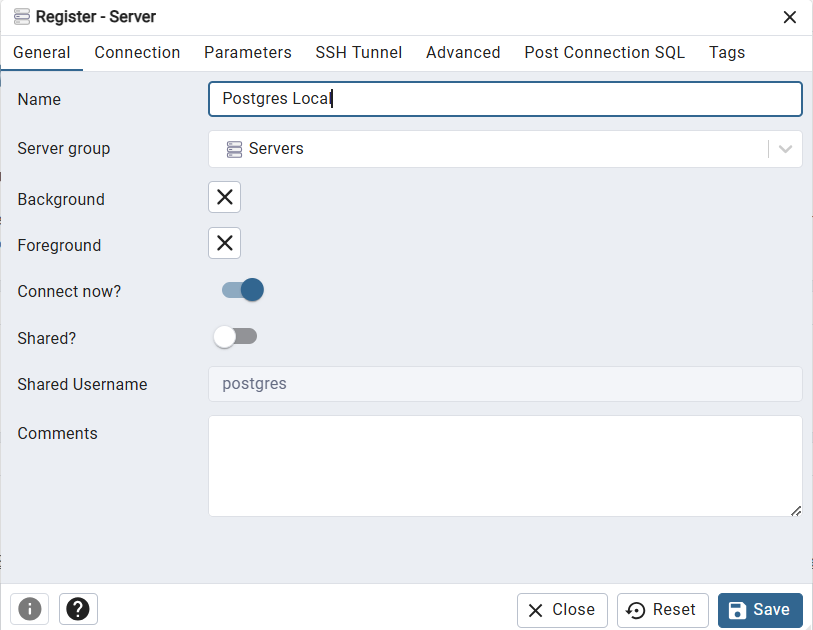 Register - Server
General Connection Parameters SSH Tunnel Advanced Post Connection SQL Tags
Name Postgres Local
Server group Servers
Background
Foreground
Connect now?
Shared?
Shared Username postgres
Comments
Close Reset Save